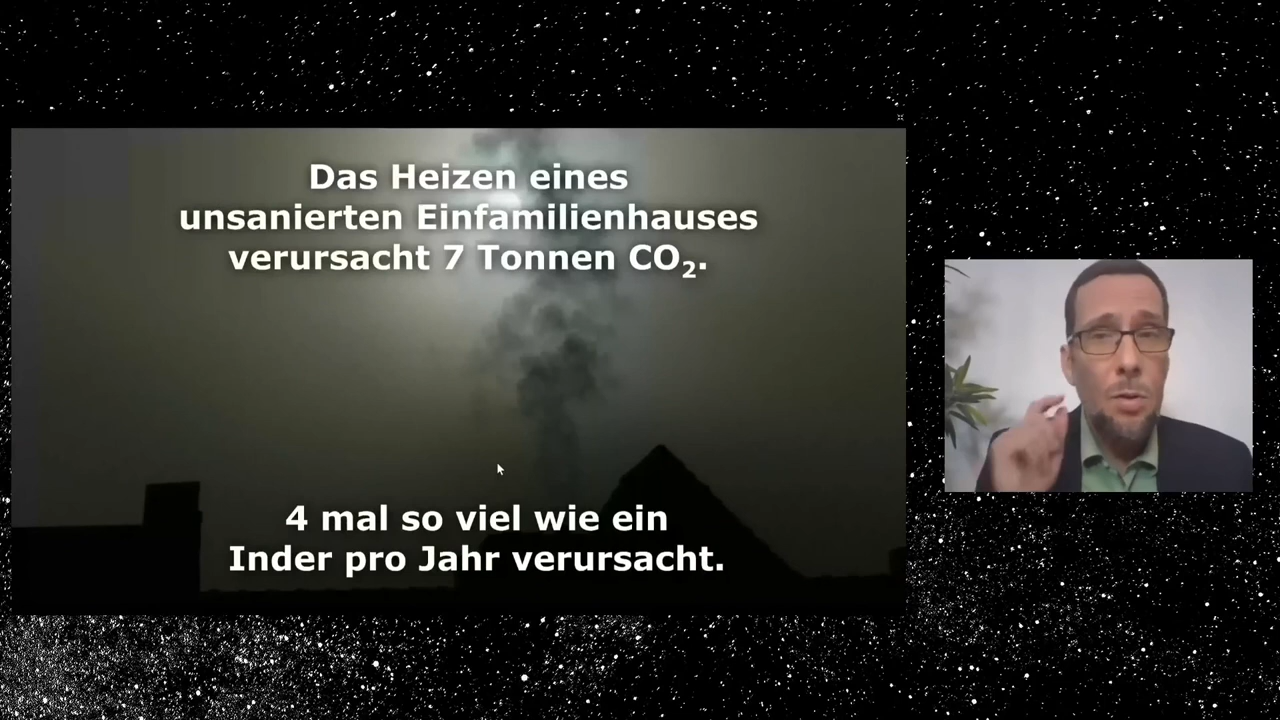 Das Heizen eines
unsanierten Einfamilienhauses
verursacht 7 Tonnen CO₂.
4 mal so viel wie ein
Inder pro Jahr verursacht.